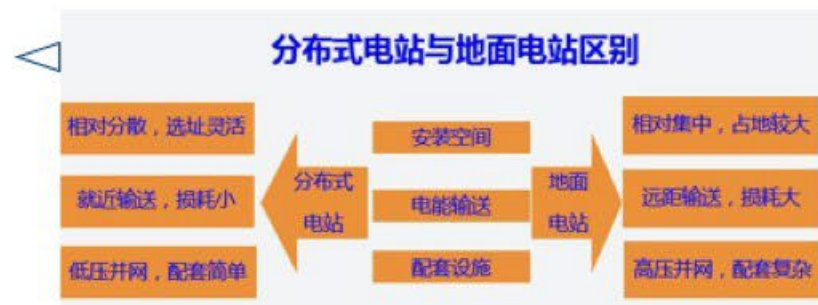 分布式电站与地面电站区别
相对分散，选址灵活
安装空间
相对集中，占地较大
分布式
电站
就近输送，损耗小
电能输送
地面
电站
远距输送，损耗大
低压并网，配套简单
配套设施
高压并网，配套复杂